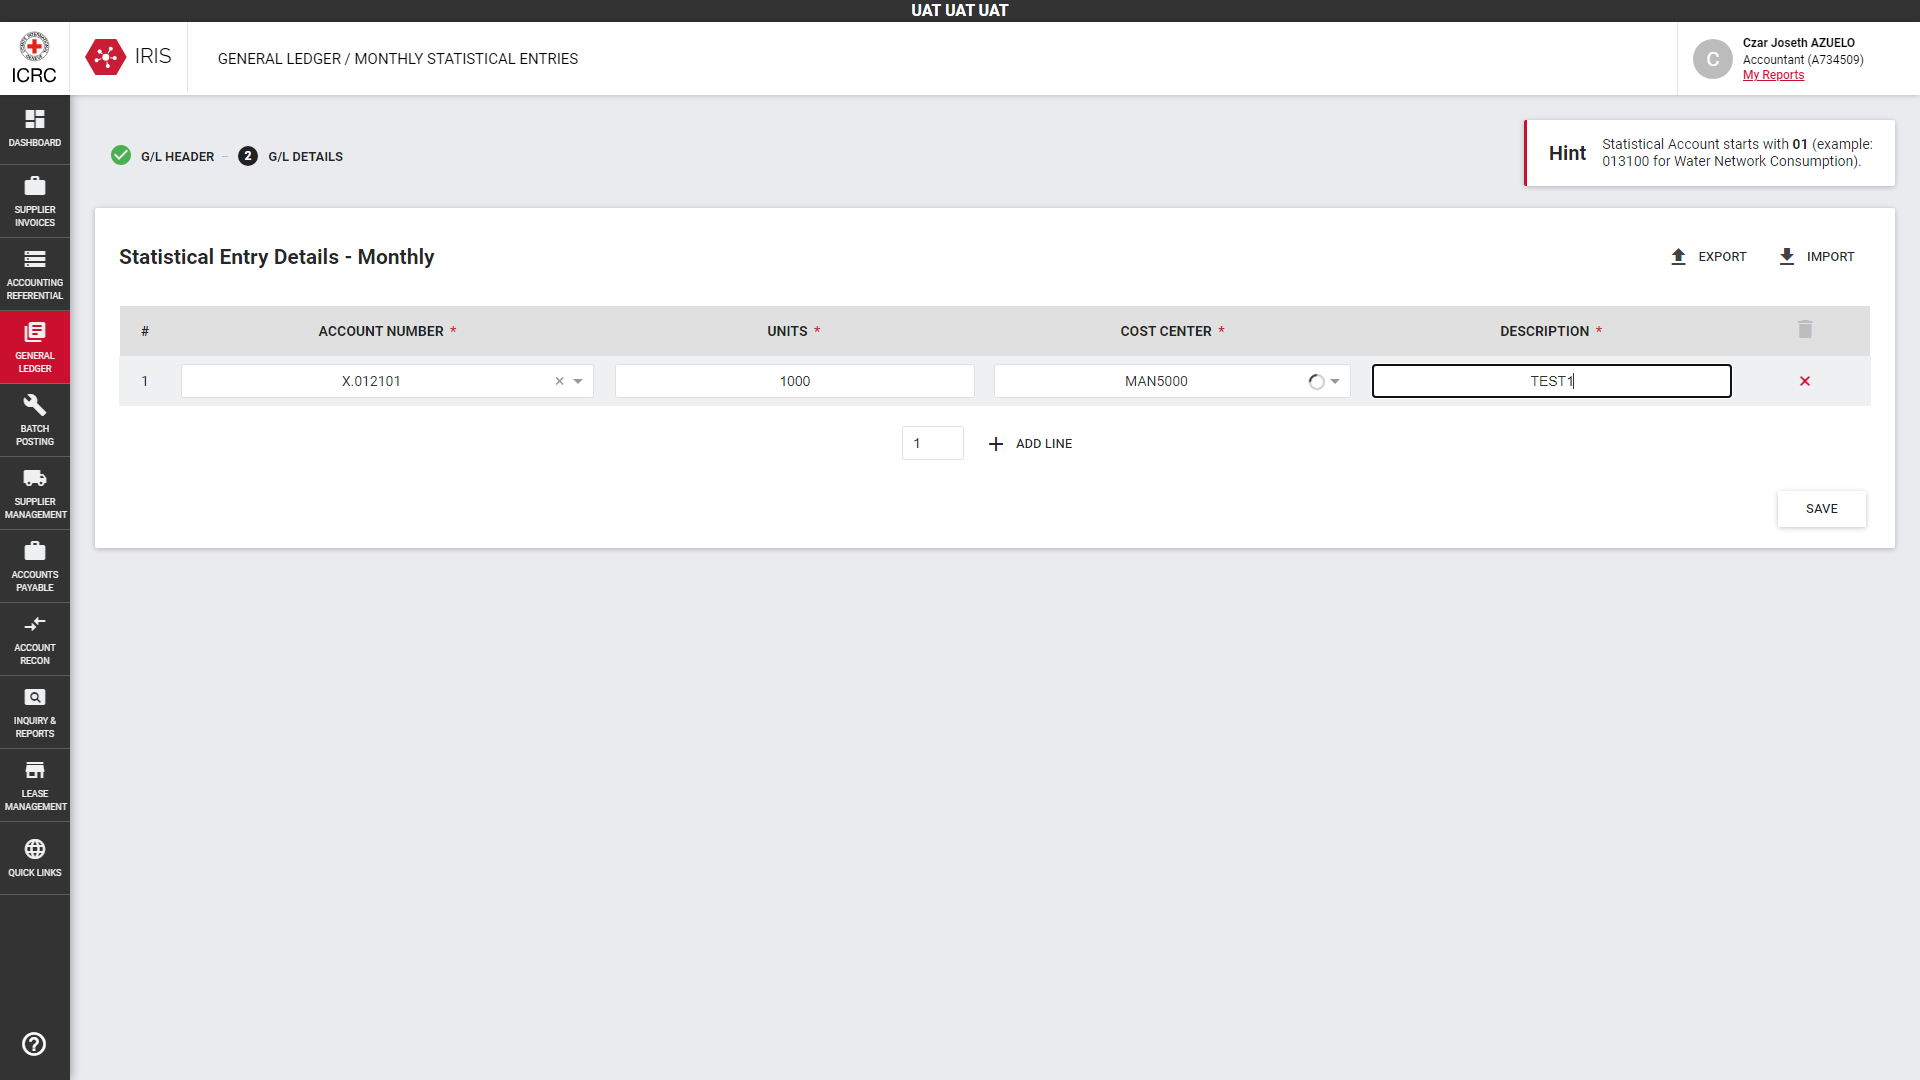 UAT UAT UAT
ICRC
IRIS
GENERAL LEDGER / MONTHLY STATISTICAL ENTRIES
C
Czar Joseth AZUELO
Accountant (A734509)
My Reports
DASHBOARD
SUPPLIER
INVOICES
ACCOUNTING
REFERENTIAL
GENERAL
LEDGER
BATCH
POSTING
SUPPLIER
MANAGEMENT
ACCOUNTS
PAYABLE
ACCOUNT
RECON
INQUIRY &
REPORTS
LEASE
MANAGEMENT
QUICK LINKS
G/L HEADER – 2 G/L DETAILS
Hint
Statistical Account starts with 01 (example:
013100 for Water Network Consumption).
Statistical Entry Details - Monthly
EXPORT
IMPORT
# ACCOUNT NUMBER * UNITS * COST CENTER * DESCRIPTION *
1 X.012101 × 1000 MAN5000 TEST1
1 ADD LINE
SAVE